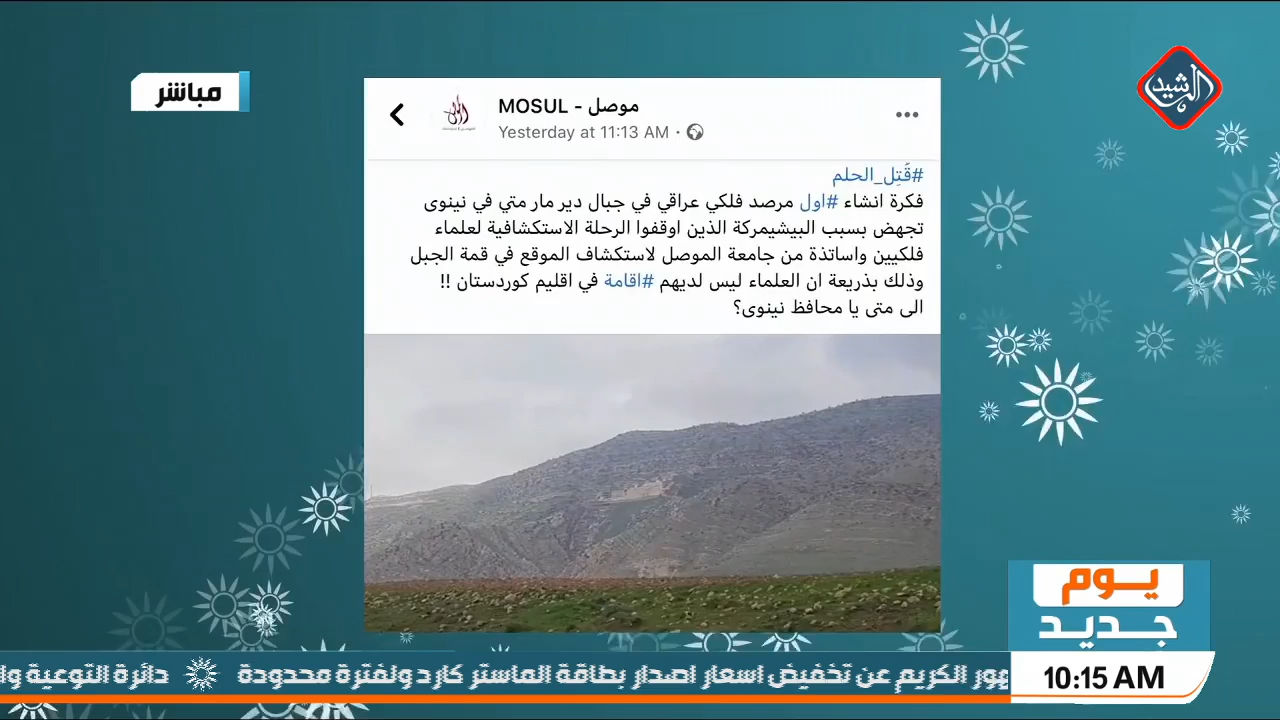 مباشر
الرشيد
MOSUL - موصل
Yesterday at 11:13 AM
#قُتِل_الحلم
فكرة انشاء #اول مرصد فلكي عراقي في جبال دير مار متي في نينوى
تجهض بسبب البيشيمركة الذين اوقفوا الرحلة الاستكشافية لعلماء
فلكيين واساتذة من جامعة الموصل لاستكشاف الموقع في قمة الجبل
وذلك بذريعة ان العلماء ليس لديهم #اقامة في اقليم كوردستان !!
الى متى يا محافظ نينوى؟
يوم
جديد
10:15 AM
الكريم عن تخفيض اسعار اصدار بطاقة الماستر كارد ولفترة محدودة دائرة التوعية